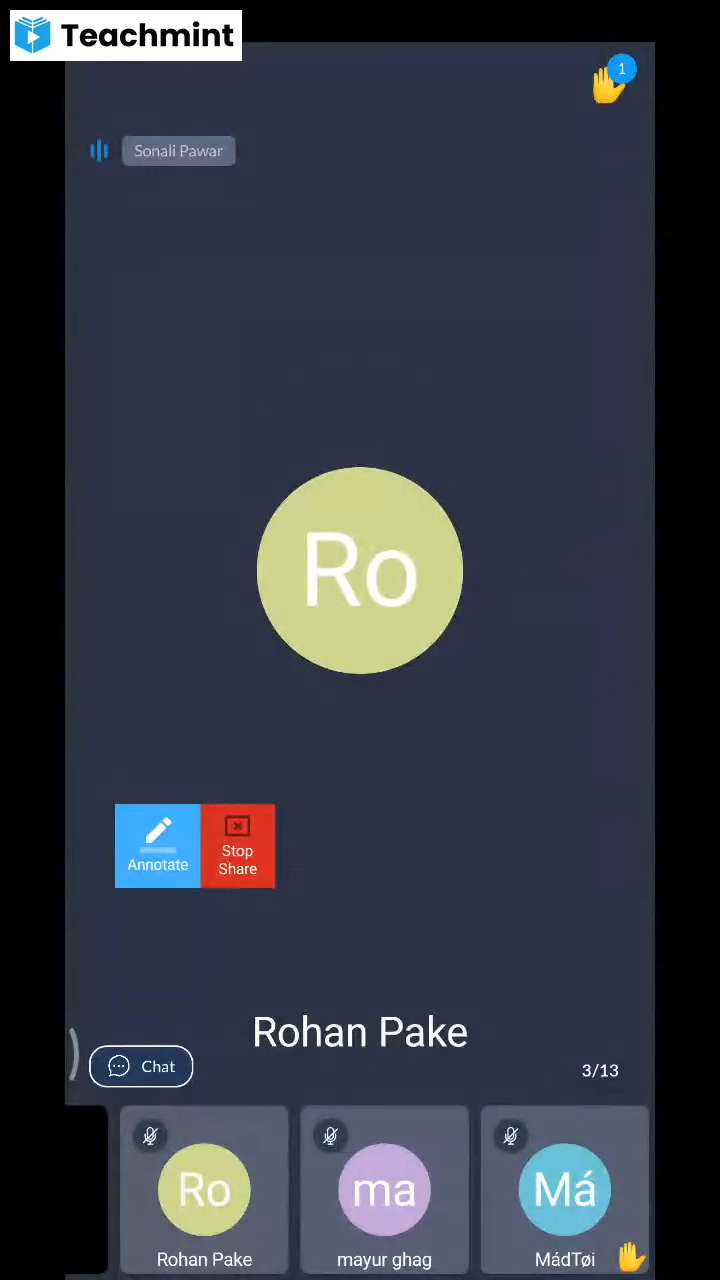 Teachmint
1
Sonali Pawar
Ro
Annotate
Stop
Share
Rohan Pake
Chat
3/13
Ro
ma
Má
Rohan Pake
mayur ghag
MádTøi